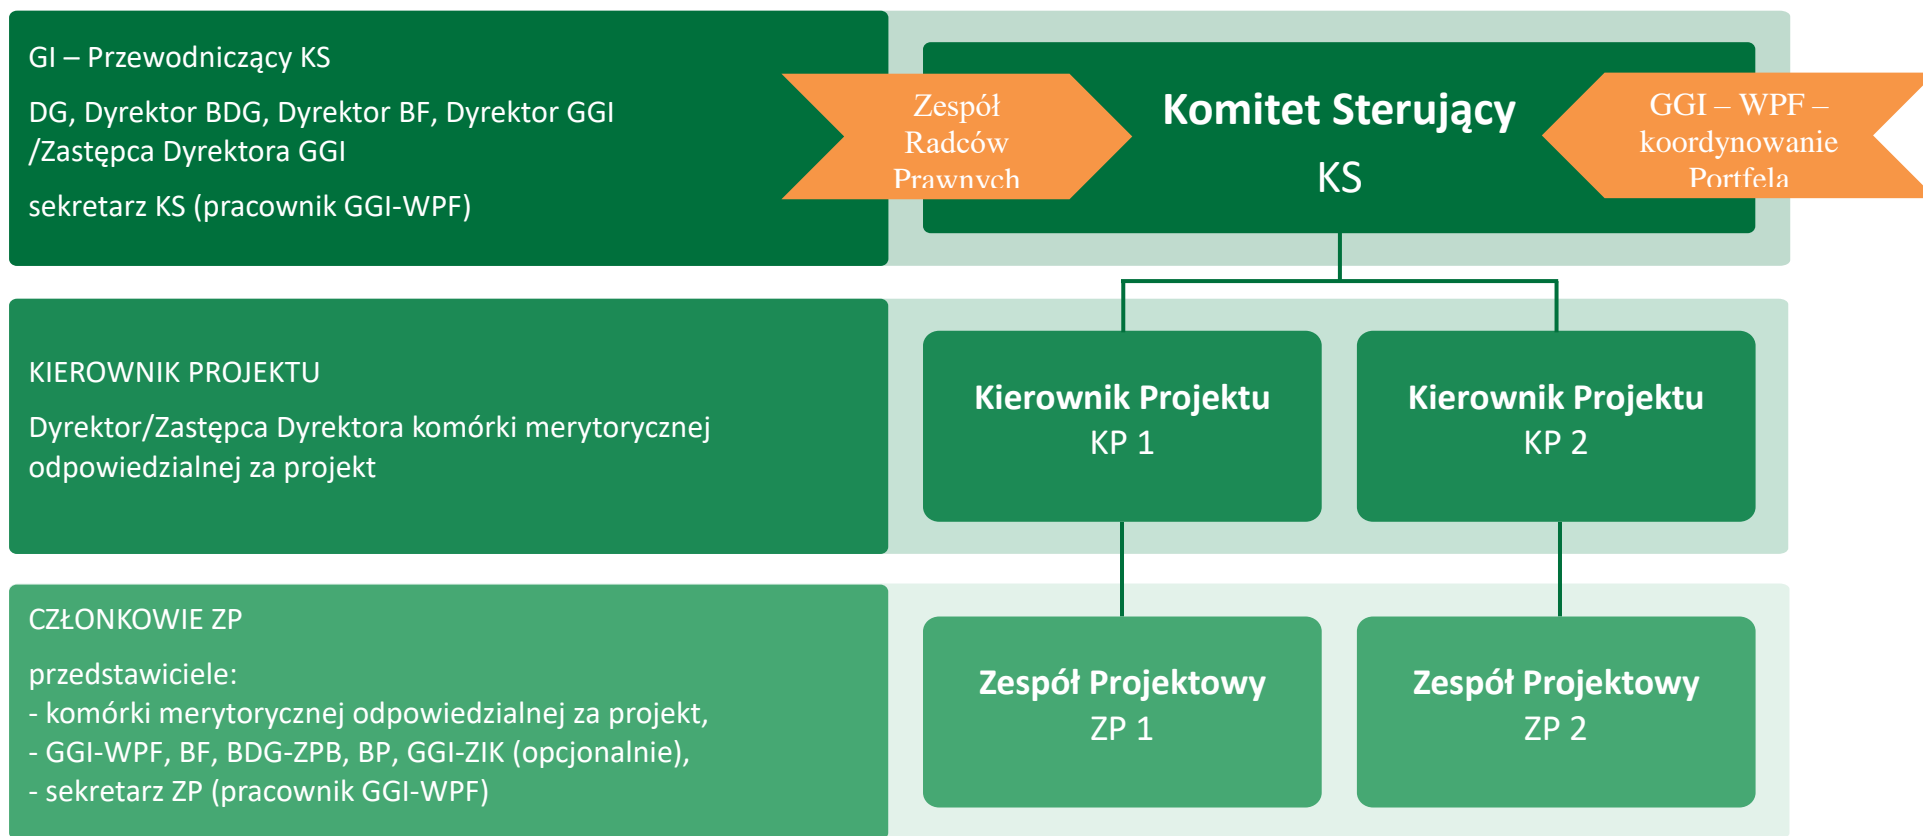 GI – Przewodniczący KS
DG, Dyrektor BDG, Dyrektor BF, Dyrektor GGI
/Zastępca Dyrektora GGI
sekretarz KS (pracownik GGI-WPF)
Zespół
Radców
Prawnych
Komitet Sterujący
KS
GGI – WPF –
koordynowanie
Portfela
KIEROWNIK PROJEKTU
Dyrektor/Zastępca Dyrektora komórki merytorycznej
odpowiedzialnej za projekt
Kierownik Projektu
KP 1
Kierownik Projektu
KP 2
CZŁONKOWIE ZP
przedstawiciele:
- komórki merytorycznej odpowiedzialnej za projekt,
- GGI-WPF, BF, BDG-ZPB, BP, GGI-ZIK (opcjonalnie),
- sekretarz ZP (pracownik GGI-WPF)
Zespół Projektowy
ZP 1
Zespół Projektowy
ZP 2